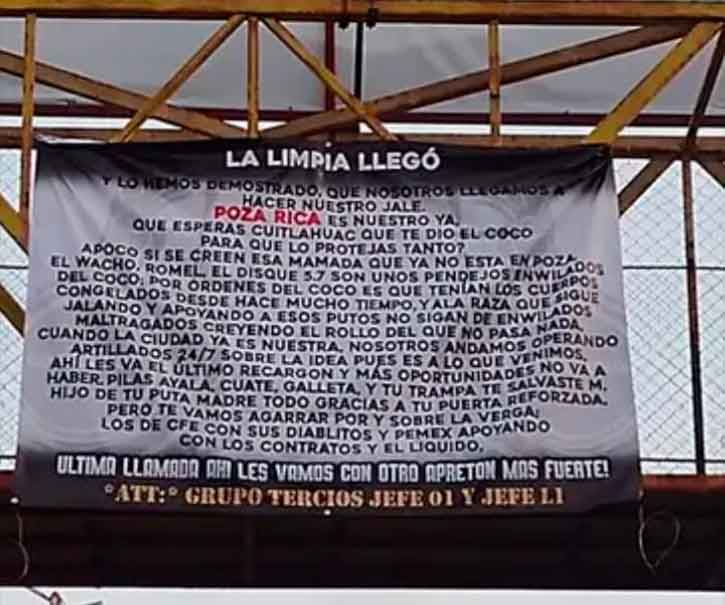 LA LIMPIA LLEGÓ
Y LO HEMOS DEMOSTRADO, QUE NOSOTROS LLEGAMOS A
HACER NUESTRO JALE.
POZA RICA ES NUESTRO YA,
QUE ESPERAS CUITLAHUAC QUE TE DIO EL COCO
PARA QUE LO PROTEJAS TANTO?
APOCO SI SE CREEN ESA MAMADA QUE YA NO ESTA EN POZA,
EL WACHO, ROMEL, EL DISQUE 5.7 SON UNOS PENDEJOS ENWILADOS
DEL COCO; POR ORDENES DEL COCO ES QUE TENÍAN LOS CUERPOS
CONGELADOS DESDE HACE MUCHO TIEMPO, Y ALA RAZA QUE SIGUE
JALANDO Y APOYANDO A ESOS PUTOS NO SIGAN DE ENWILADOS
MALTRAGADOS CREYENDO EL ROLLO DEL QUE NO PASA NADA,
CUANDO LA CIUDAD YA ES NUESTRA, NOSOTROS ANDAMOS OPERANDO
ARTILLADOS 24/7 SOBRE LA IDEA PUES ES A LO QUE VENIMOS,
AHÍ LES VA EL ÚLTIMO RECARGON Y MÁS OPORTUNIDADES NO VA A
HABER, PILAS AYALA, CUATE, GALLETA, Y TU TRAMPA TE SALVASTE M.
HIJO DE TU PUTA MADRE TODO GRACIAS A TU PUERTA REFORZADA,
PERO TE VAMOS AGARRAR POR Y SOBRE LA VERGA;
LOS DE CFE CON SUS DIABLITOS Y PEMEX APOYANDO
CON LOS CONTRATOS Y EL LIQUIDO,
ULTIMA LLAMADA AHI LES VAMOS CON OTRO APRETON MAS FUERTE!
*ATT:* GRUPO TERCIOS JEFE 01 Y JEFE L1